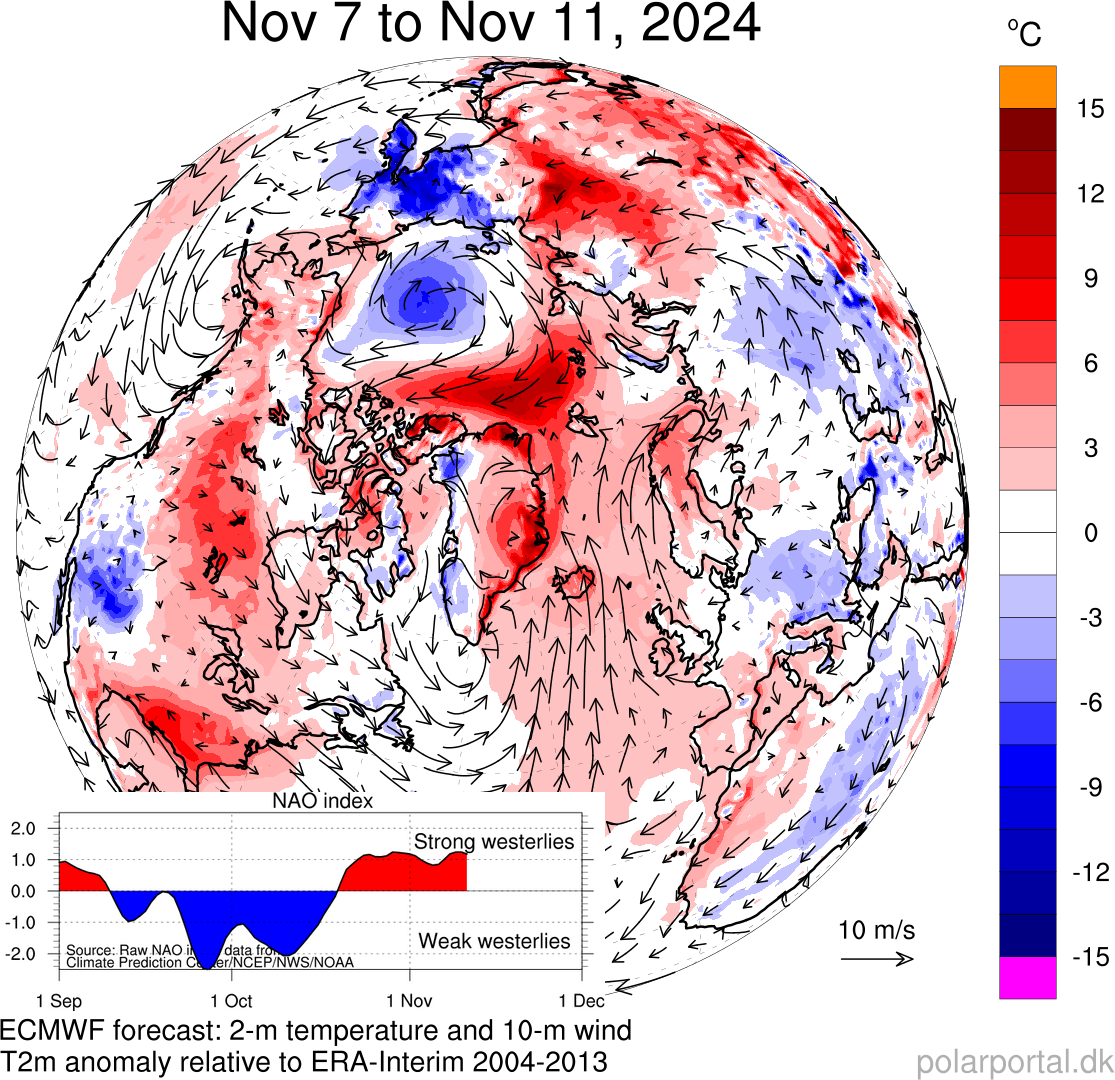 Nov 7 to Nov 11, 2024
oC
15
12
9
6
3
0
-3
-6
-9
-12
-15
NAO index
2.0
1.0
0.0
-1.0
-2.0
Strong westerlies
Weak westerlies
Source: Raw NAO data from
Climate Prediction Center/NCEP/NWS/NOAA
1 Sep
1 Oct
1 Nov
1 Dec
10 m/s
ECMWF forecast: 2-m temperature and 10-m wind
T2m anomaly relative to ERA-Interim 2004-2013
polarportal.dk